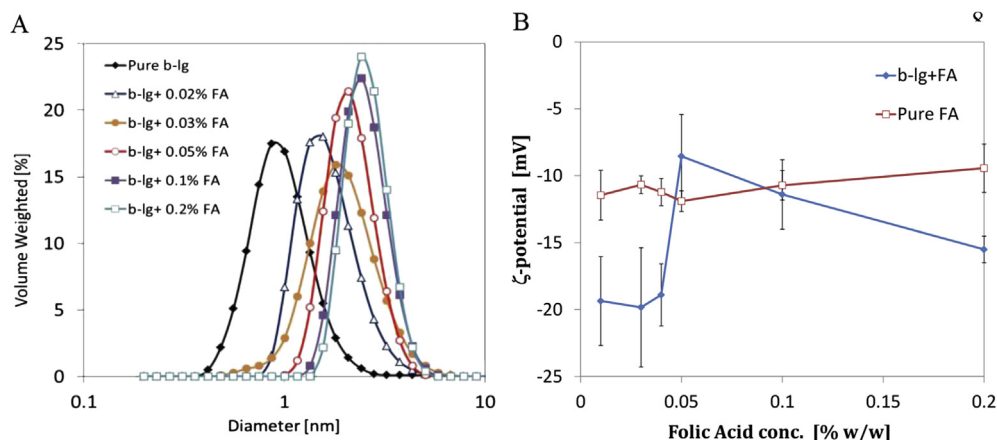 A
Volume Weighted [%]
25
20
15
10
5
0
Pure b-lg
b-lg+ 0.02% FA
b-lg+ 0.03% FA
b-lg+ 0.05% FA
b-lg+ 0.1% FA
b-lg+ 0.2% FA
0.1
1
10
Diameter [nm]
B
ζ-potential [mV]
0
-5
-10
-15
-20
-25
b-lg+FA
Pure FA
0
0.05
0.1
0.15
0.2
Folic Acid conc. [% w/w]